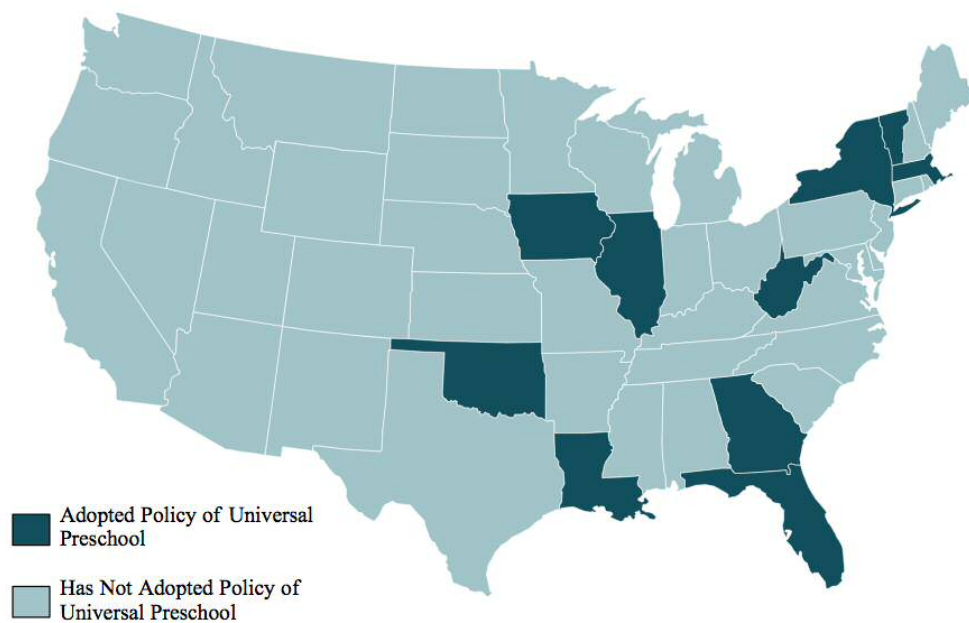 Adopted Policy of Universal
Preschool
Has Not Adopted Policy of
Universal Preschool